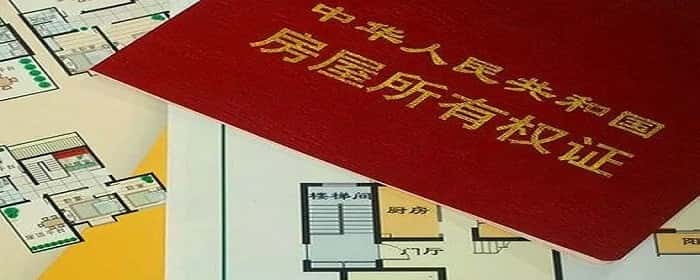 中华人民共和国
房屋所有权证
楼梯间
厨房
门厅
阳